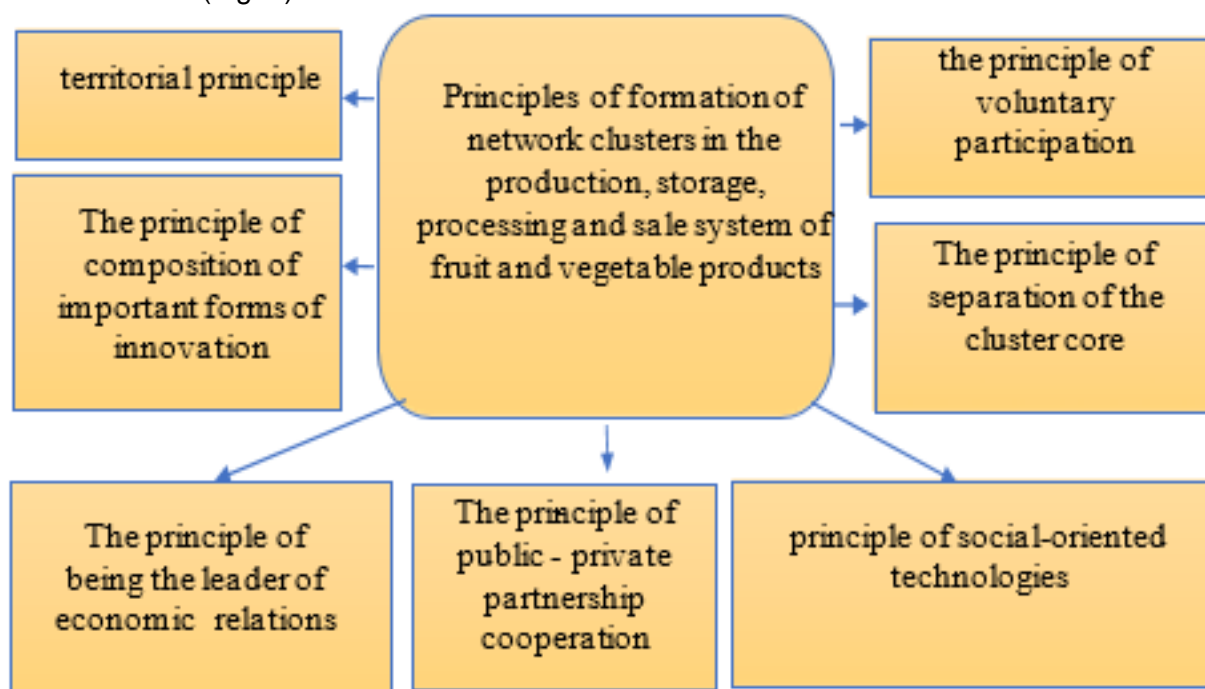 territorial principle
Principles of formation of
network clusters in the
production, storage,
processing and sale system of
fruit and vegetable products
the principle of
voluntary
participation
The principle of
composition of
important forms of
innovation
The principle of
separation of the
cluster core
The principle of
being the leader of
economic relations
The principle of
public - private
partnership
cooperation
principle of social-oriented
technologies